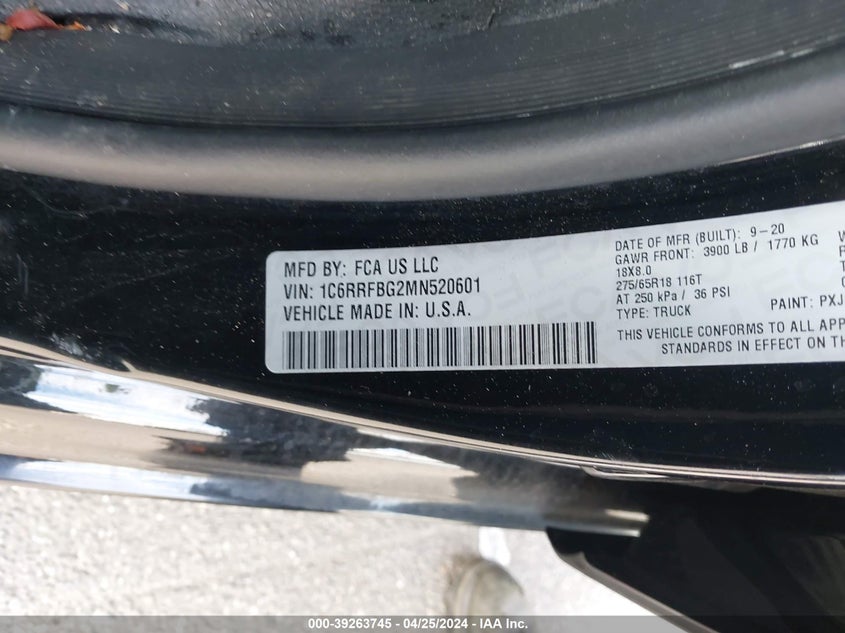 MFD BY: FCA US LLC
VIN: 1C6RRFBG2MN520601
VEHICLE MADE IN: U.S.A.
DATE OF MFR (BUILT): 9-20
GAWR FRONT: 3900 LB / 1770 KG
18X8.0
275/65R18 116T
AT 250 kPa / 36 PSI
TYPE: TRUCK
PAINT: PXJ
THIS VEHICLE CONFORMS TO ALL APP
STANDARDS IN EFFECT ON TH
000-39263745 - 04/25/2024 - IAA Inc.